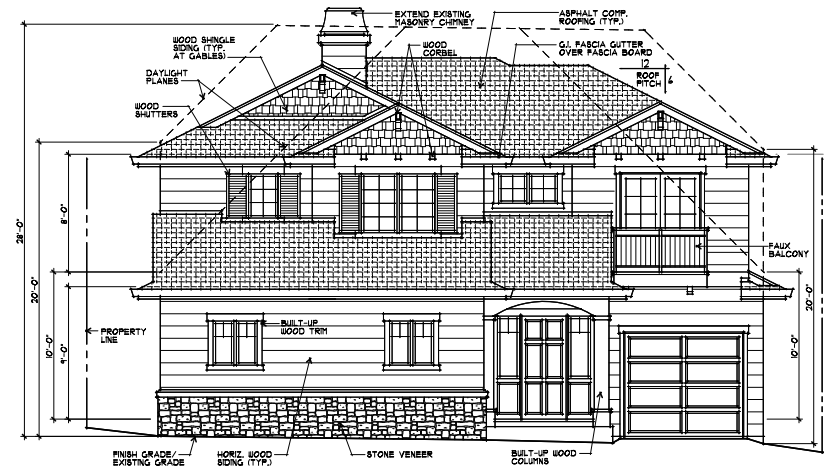 EXTEND EXISTING
MASONRY CHIMNEY
ASPHALT COMP.
ROOFING (TYP.)
WOOD SHINGLE
SIDING (TYP.
AT GABLES)
WOOD
CORBEL
G.I. FASCIA GUTTER
OVER FASCIA BOARD
DAYLIGHT
PLANES
12
ROOF
PITCH
6
WOOD
SHUTTERS
28'-0"
20'-0"
8'-0"
10'-0"
9'-0"
FAUX
BALCONY
20'-0"
10'-0"
PROPERTY
LINE
BUILT-UP
WOOD TRIM
FINISH GRADE/
EXISTING GRADE
HORIZ. WOOD
SIDING (TYP.)
STONE VENEER
BUILT-UP WOOD
COLUMNS